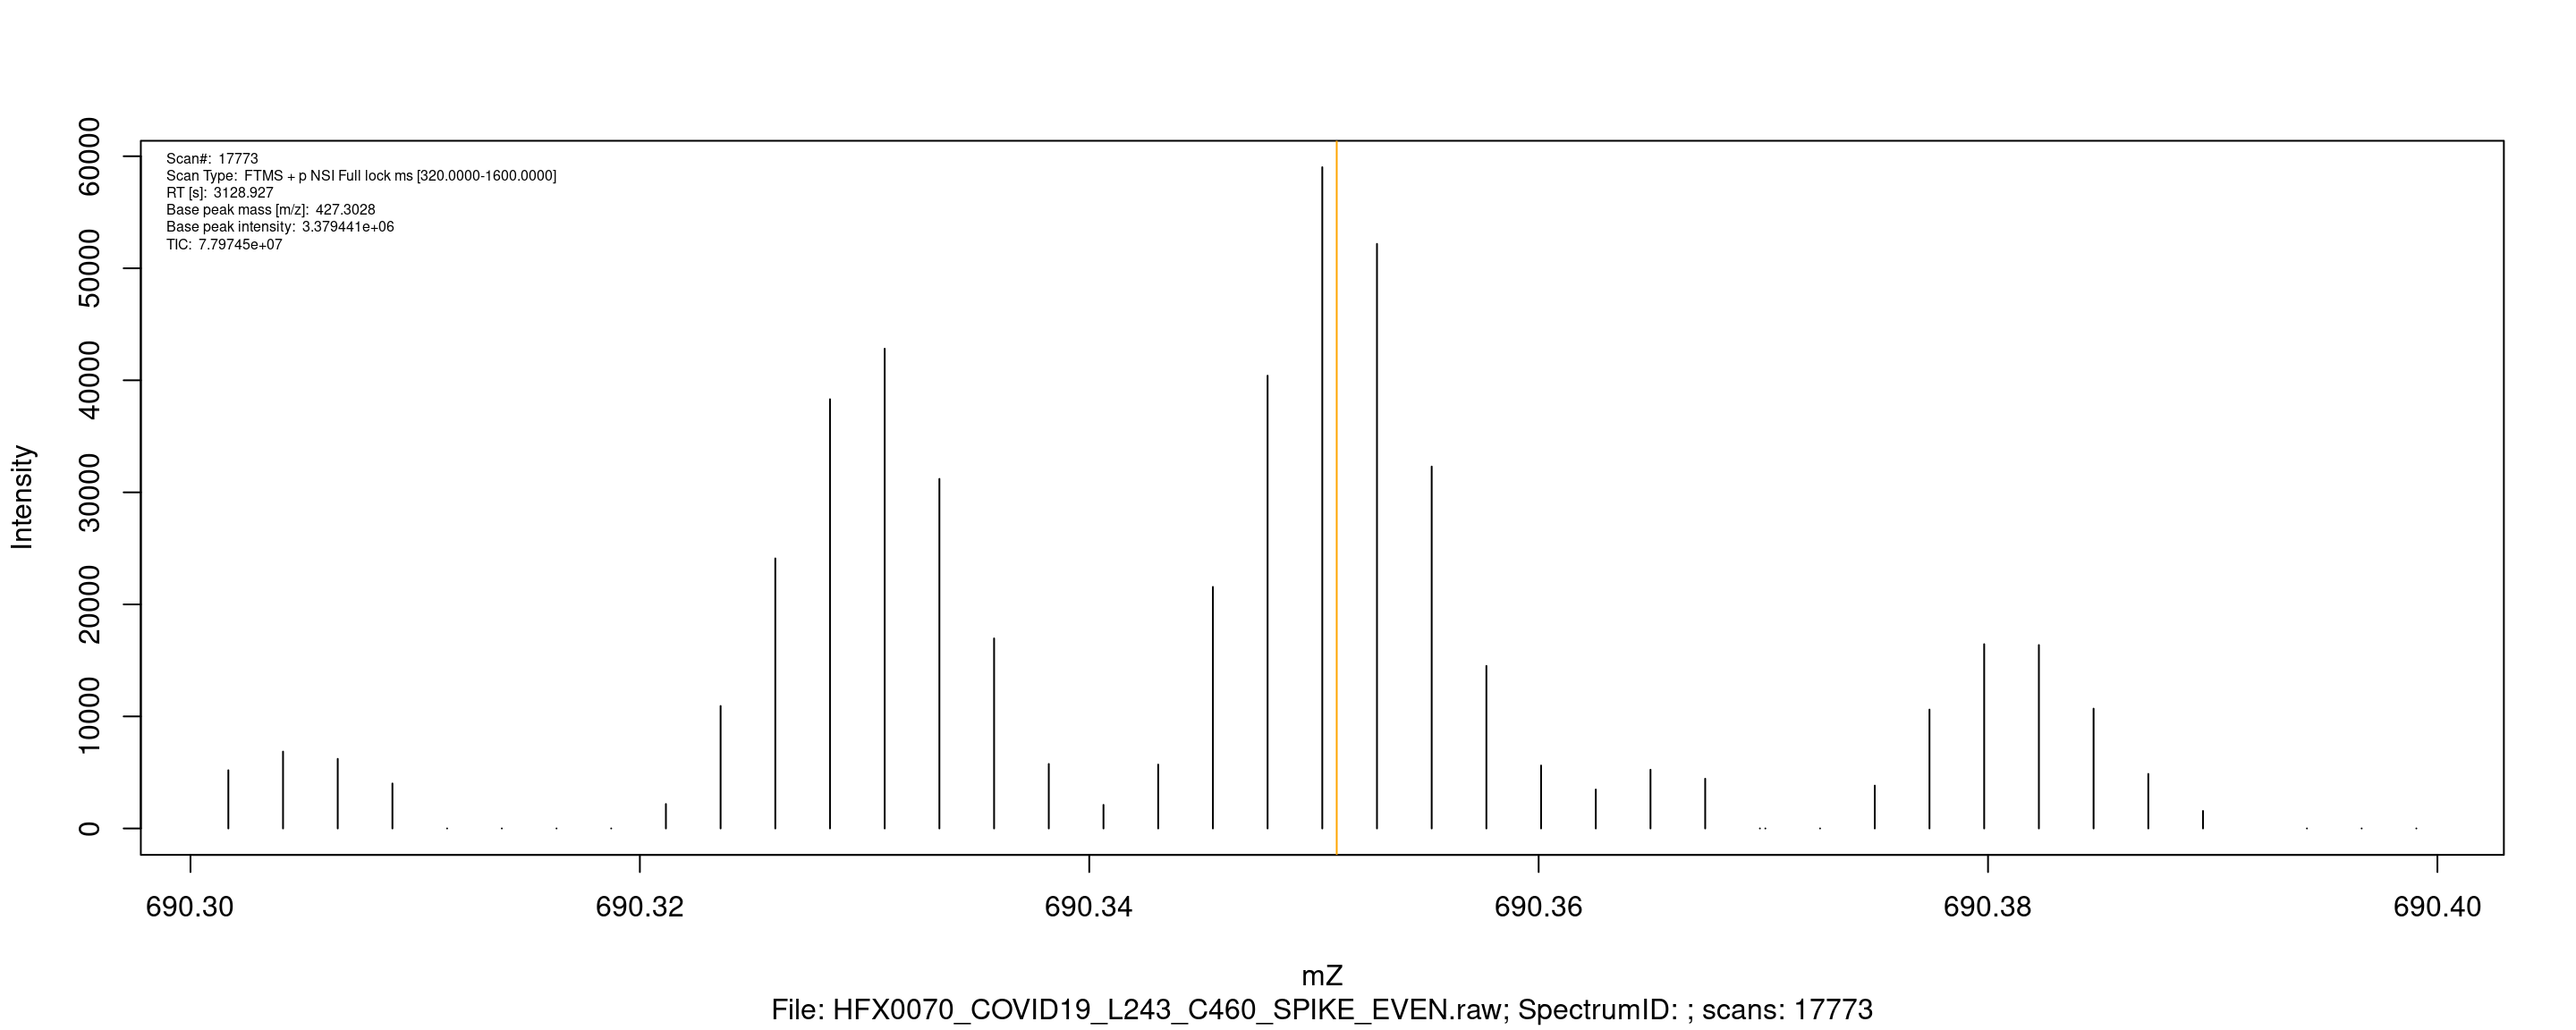 Scan#: 17773
Scan Type: FTMS + p NSI Full lock ms [320.0000-1600.0000]
RT [s]: 3128.927
Base peak mass [m/z]: 427.3028
Base peak intensity: 3.379441e+06
TIC: 7.79745e+07
Intensity
60000
50000
40000
30000
20000
10000
0
690.30 690.32 690.34 690.36 690.38 690.40
mZ
File: HFX0070_COVID19_L243_C460_SPIKE_EVEN.raw; SpectrumID: ; scans: 17773